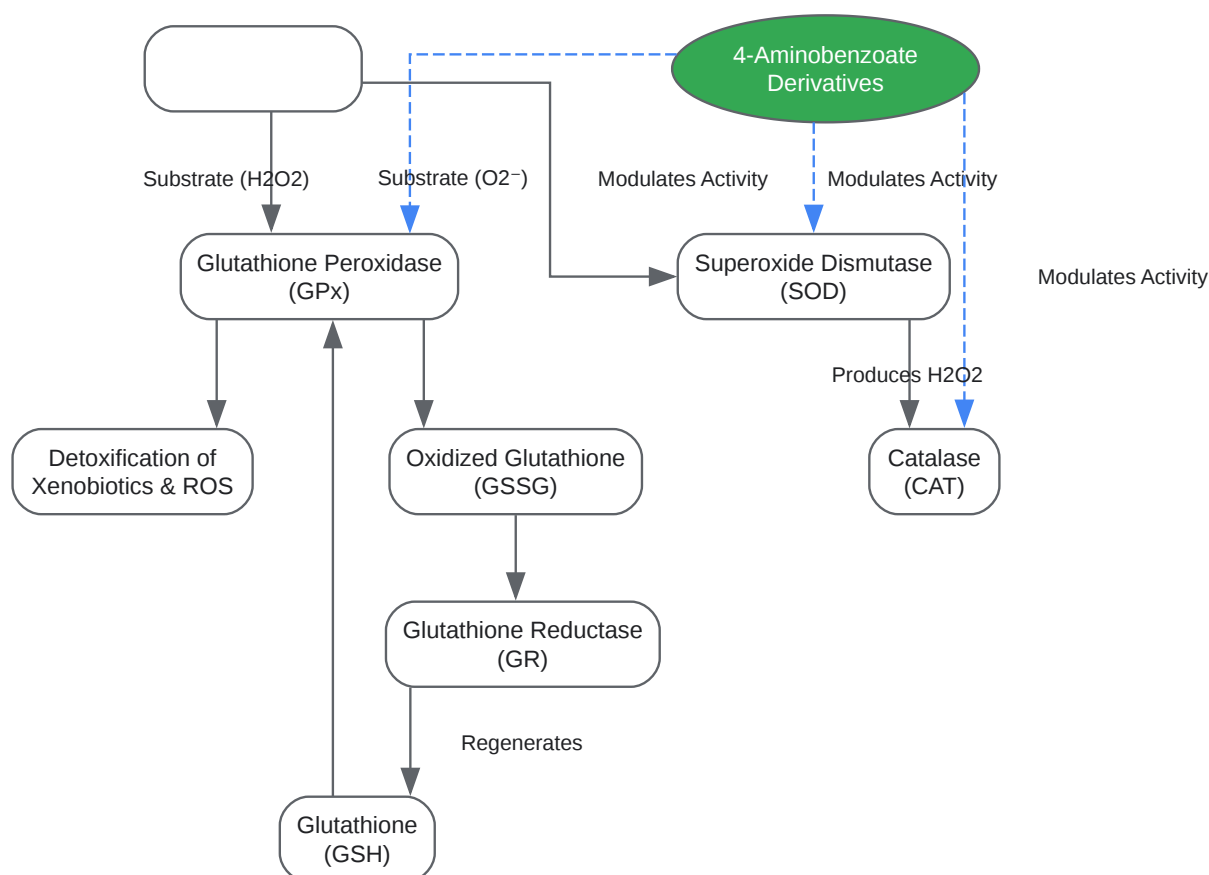 4-Aminobenzoate
Derivatives
Substrate (H2O2)
Substrate (O2⁻)
Modulates Activity
Modulates Activity
Glutathione Peroxidase
(GPx)
Superoxide Dismutase
(SOD)
Modulates Activity
Produces H2O2
Detoxification of
Xenobiotics & ROS
Oxidized Glutathione
(GSSG)
Catalase
(CAT)
Glutathione Reductase
(GR)
Regenerates
Glutathione
(GSH)